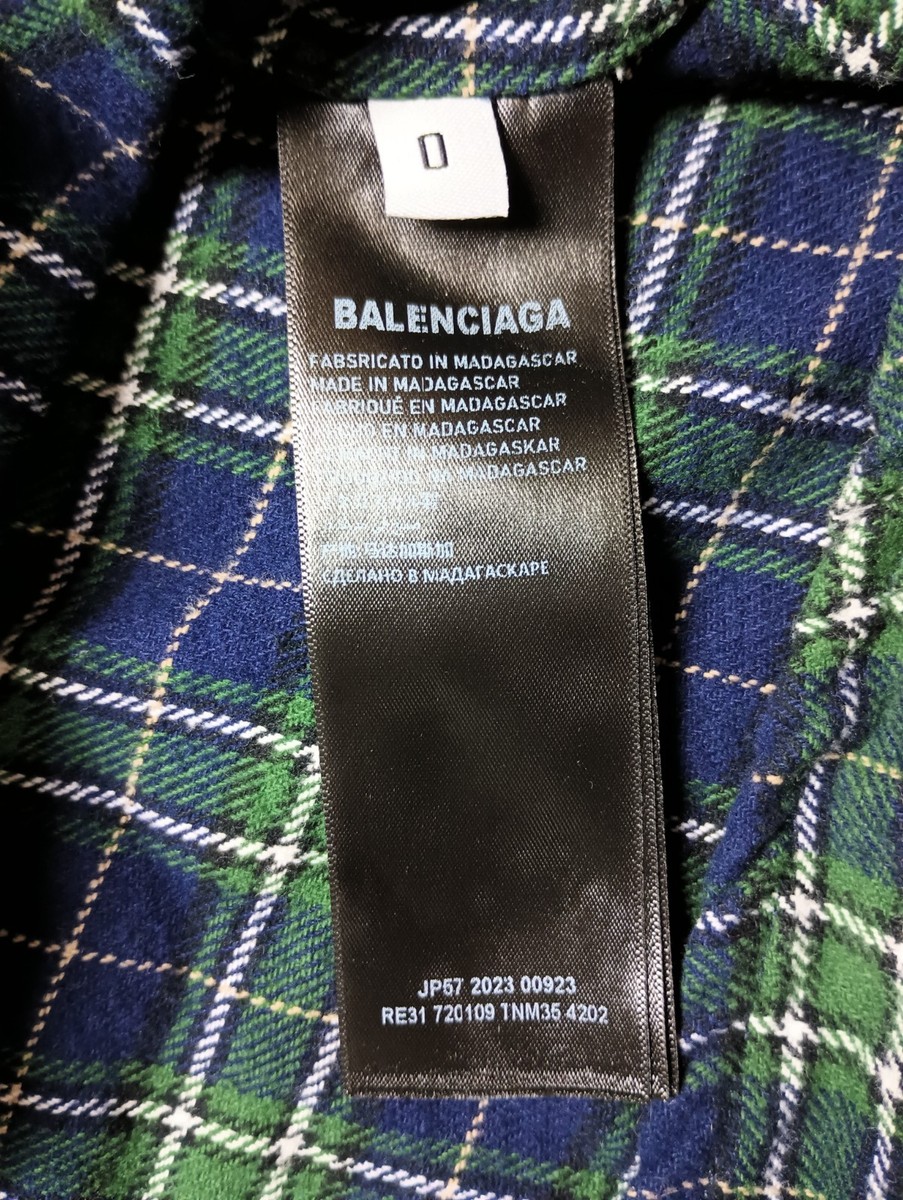 0
BALENCIAGA
FABSRICATO IN MADAGASCAR
MADE IN MADAGASCAR
FABRIQUÉ EN MADAGASCAR
EN MADAGASCAR
IN MADAGASKAR
MADAGASCAR
СДЕЛАНО В МАДАГАСКАРЕ
JP57 2023 00923
RE31 720109 TNM35 4202